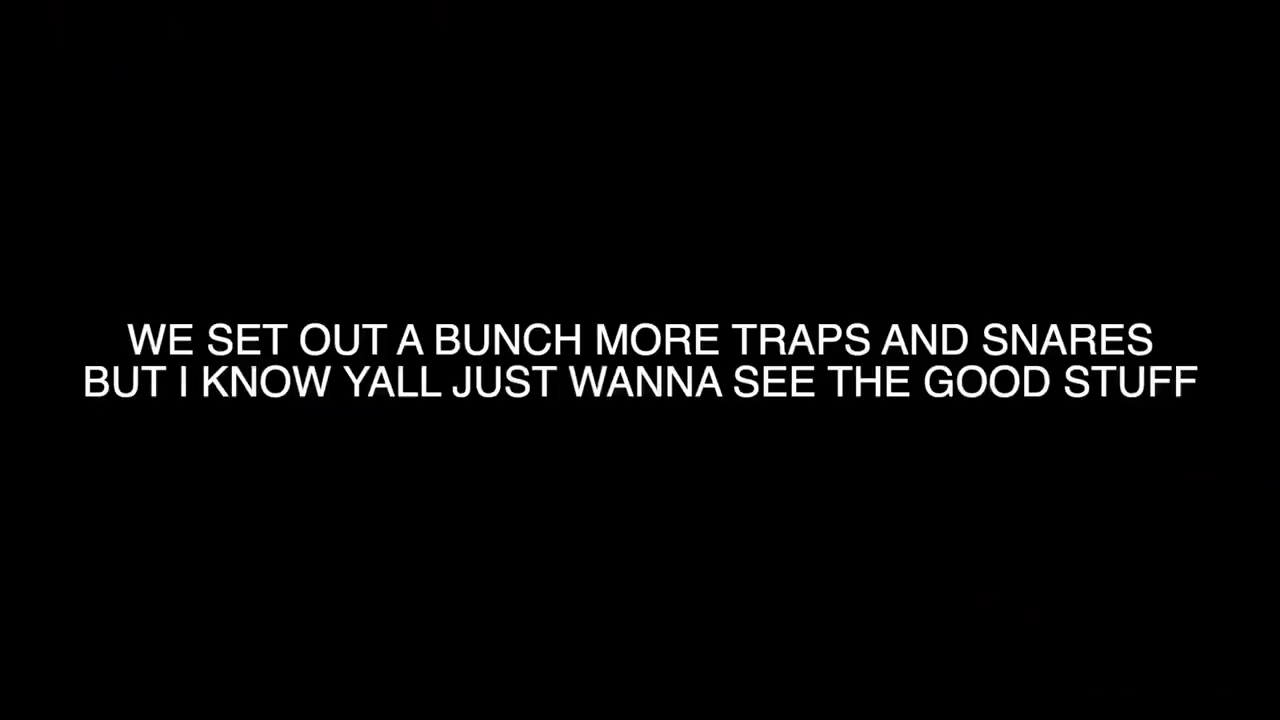 WE SET OUT A BUNCH MORE TRAPS AND SNARES
BUT I KNOW YALL JUST WANNA SEE THE GOOD STUFF